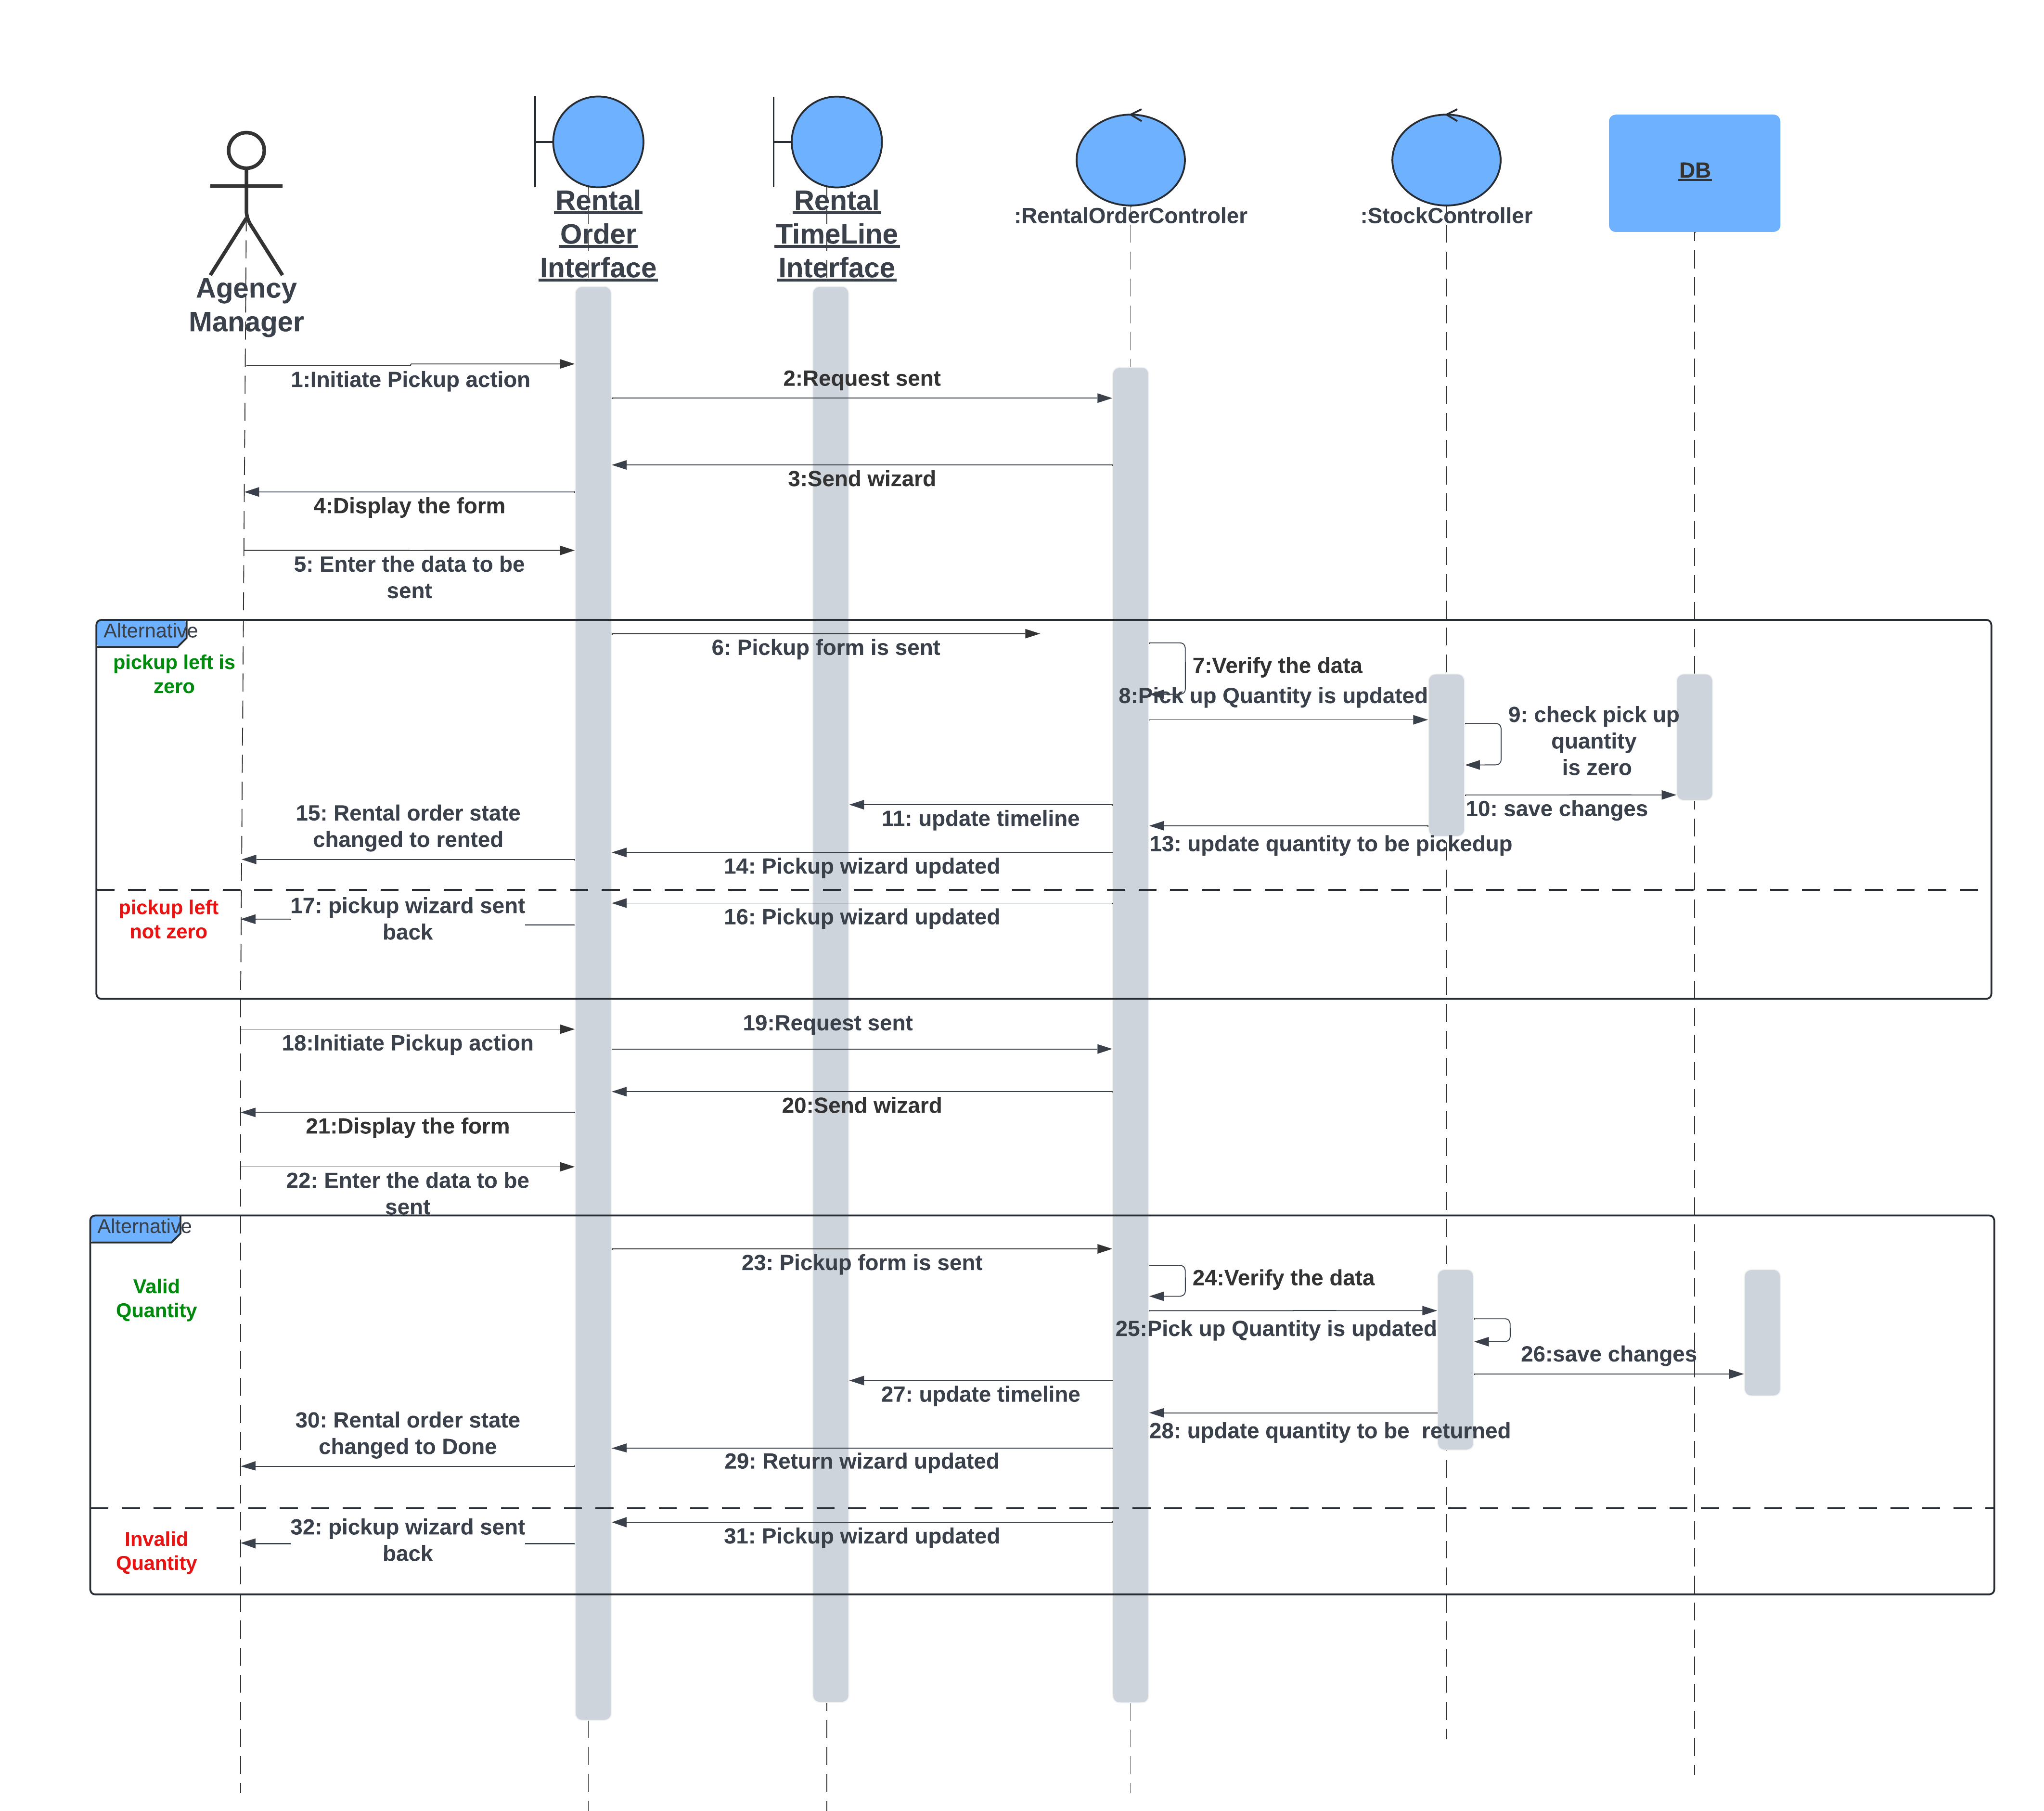 Rental
Order
Interface
Rental
TimeLine
Interface
:RentalOrderControler
:StockController
DB
Agency
Manager
1:Initiate Pickup action
2:Request sent
3:Send wizard
4:Display the form
5: Enter the data to be
sent
Alternative
pickup left is
zero
6: Pickup form is sent
7:Verify the data
8:Pick up Quantity is updated
9: check pick up
quantity
is zero
10: save changes
11: update timeline
15: Rental order state
changed to rented
13: update quantity to be pickedup
14: Pickup wizard updated
pickup left
not zero
17: pickup wizard sent
back
16: Pickup wizard updated
18:Initiate Pickup action
19:Request sent
20:Send wizard
21:Display the form
22: Enter the data to be
sent
Alternative
Valid
Quantity
23: Pickup form is sent
24:Verify the data
25:Pick up Quantity is updated
26:save changes
27: update timeline
28: update quantity to be  returned
30: Rental order state
changed to Done
29: Return wizard updated
Invalid
Quantity
32: pickup wizard sent
back
31: Pickup wizard updated